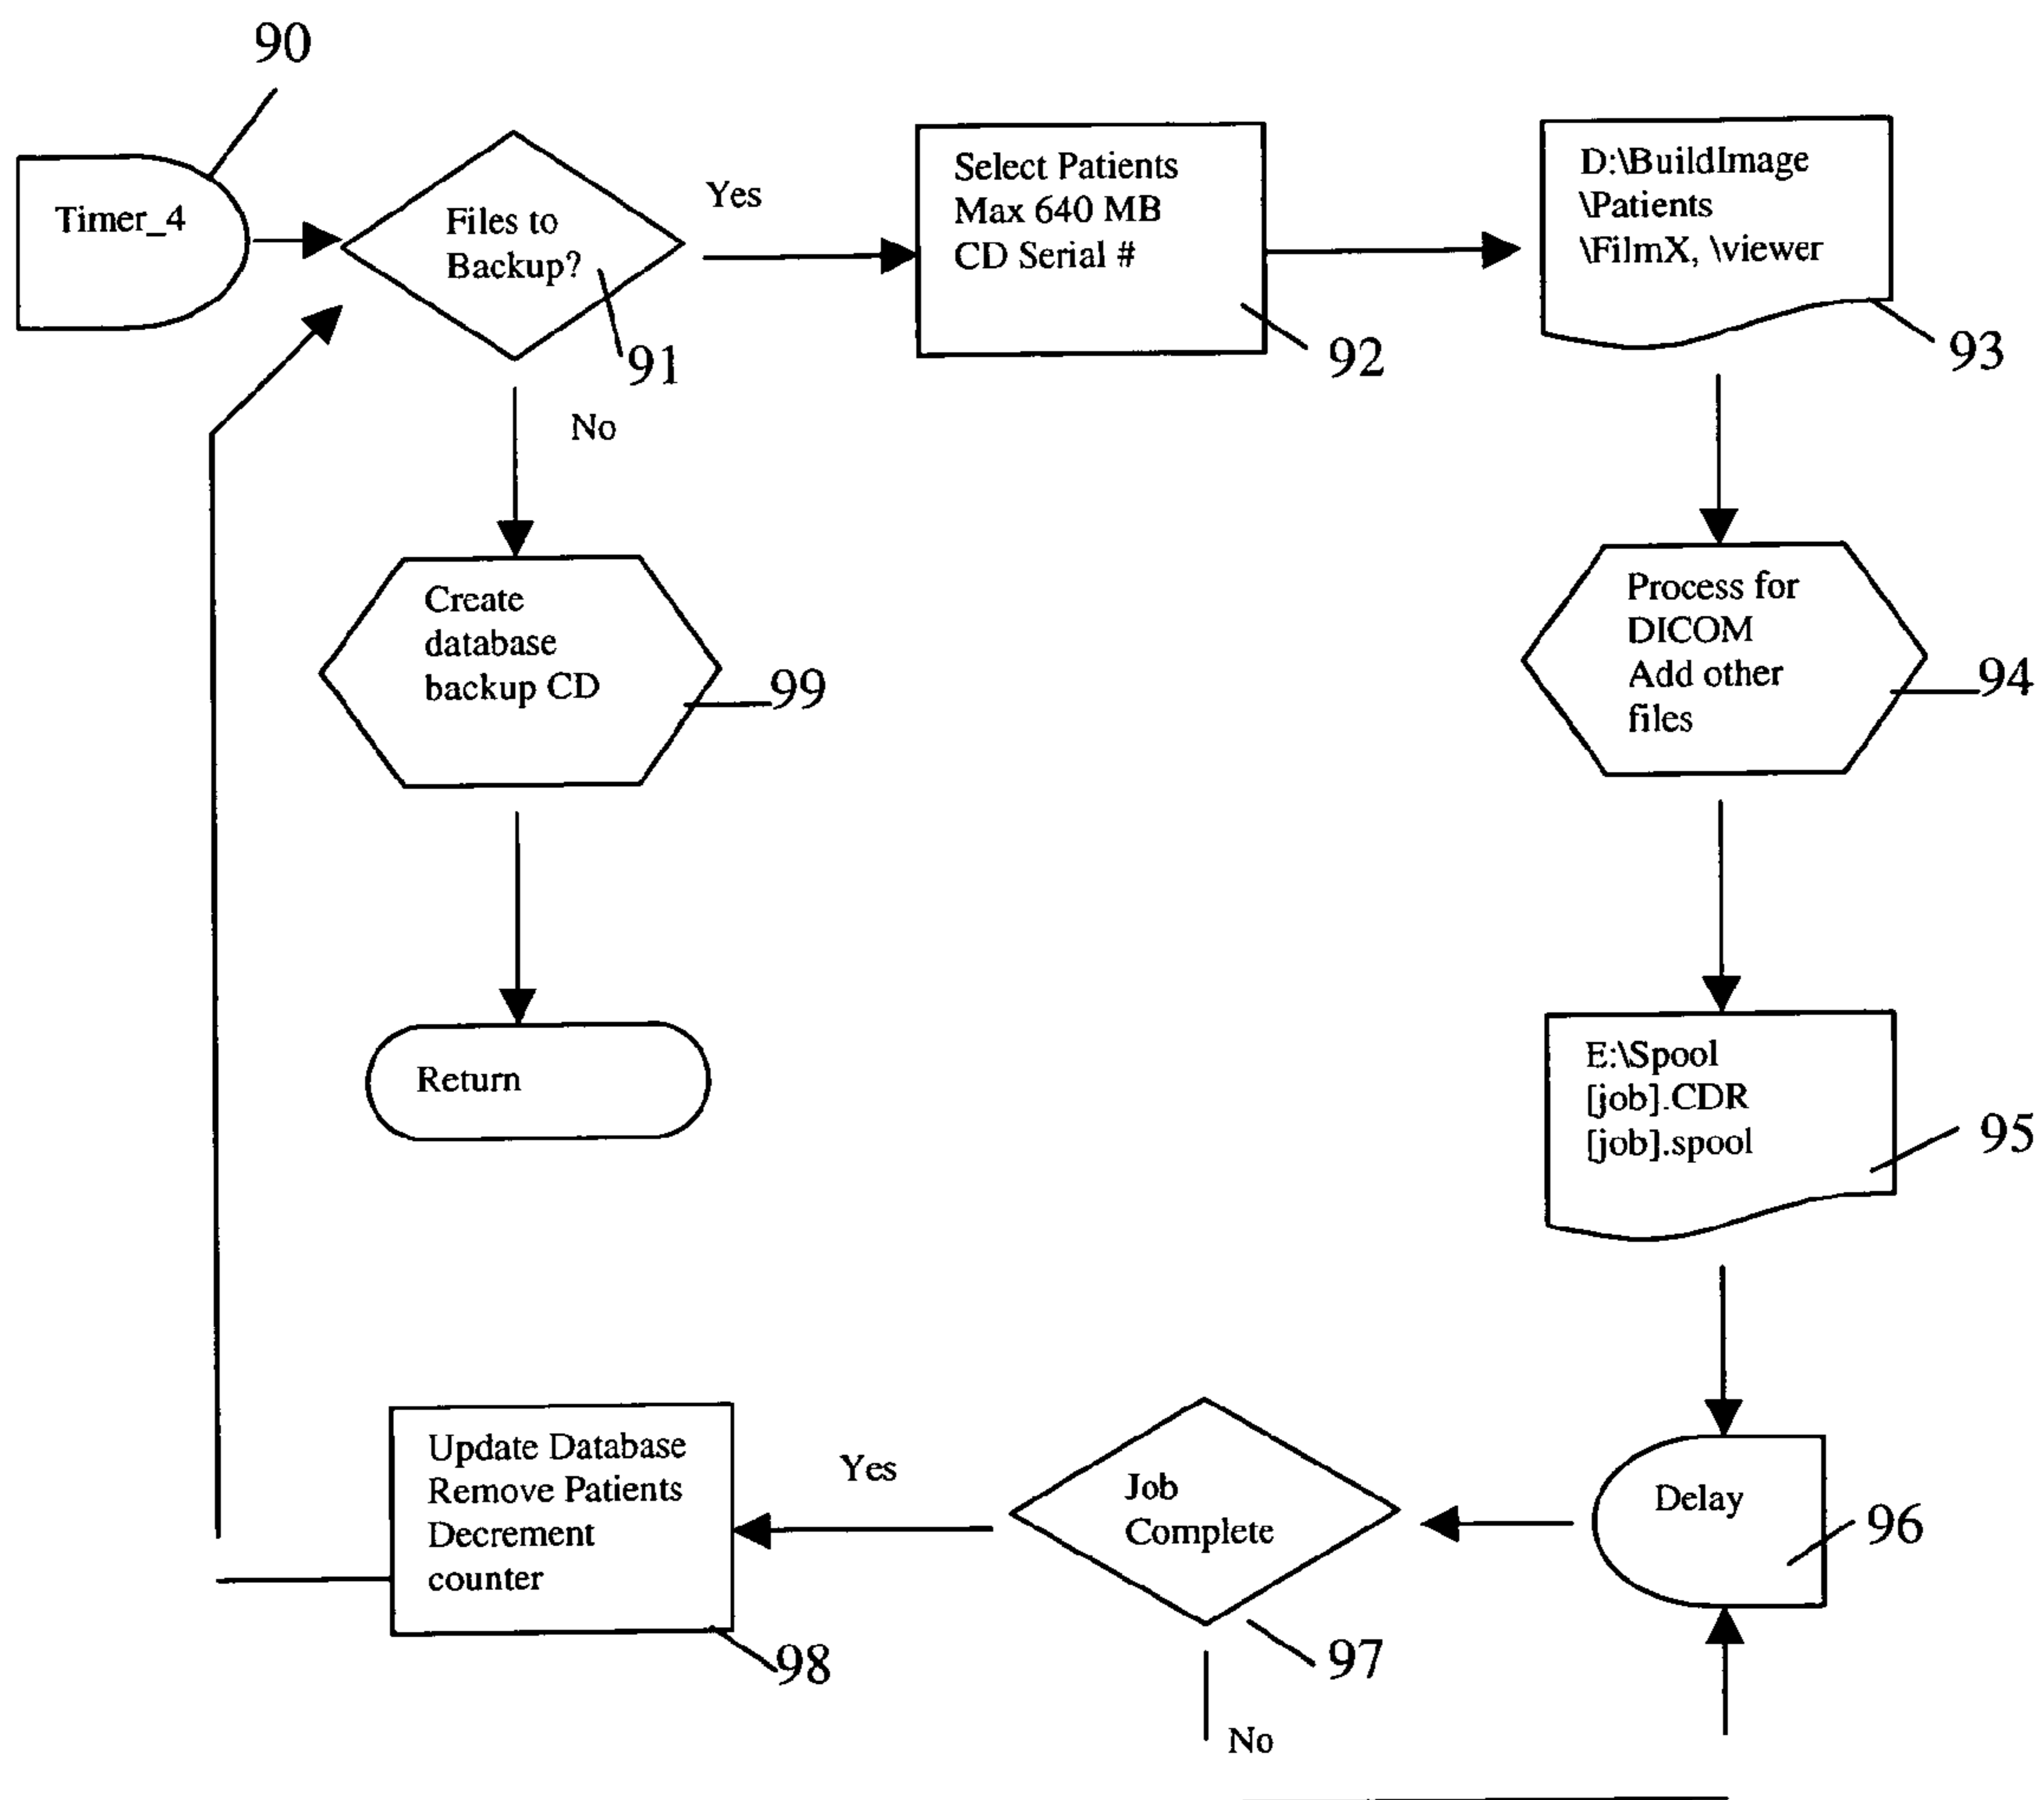 90
Timer_4
Files to
Backup?
91
Yes
Select Patients
Max 640 MB
CD Serial #
92
D:\BuildImage
\Patients
\FilmX, \viewer
93
No
Create
database
backup CD
99
Process for
DICOM
Add other
files
94
Return
E:\Spool
[job].CDR
[job].spool
95
Update Database
Remove Patients
Decrement
counter
98
Yes
Job
Complete
97
No
Delay
96